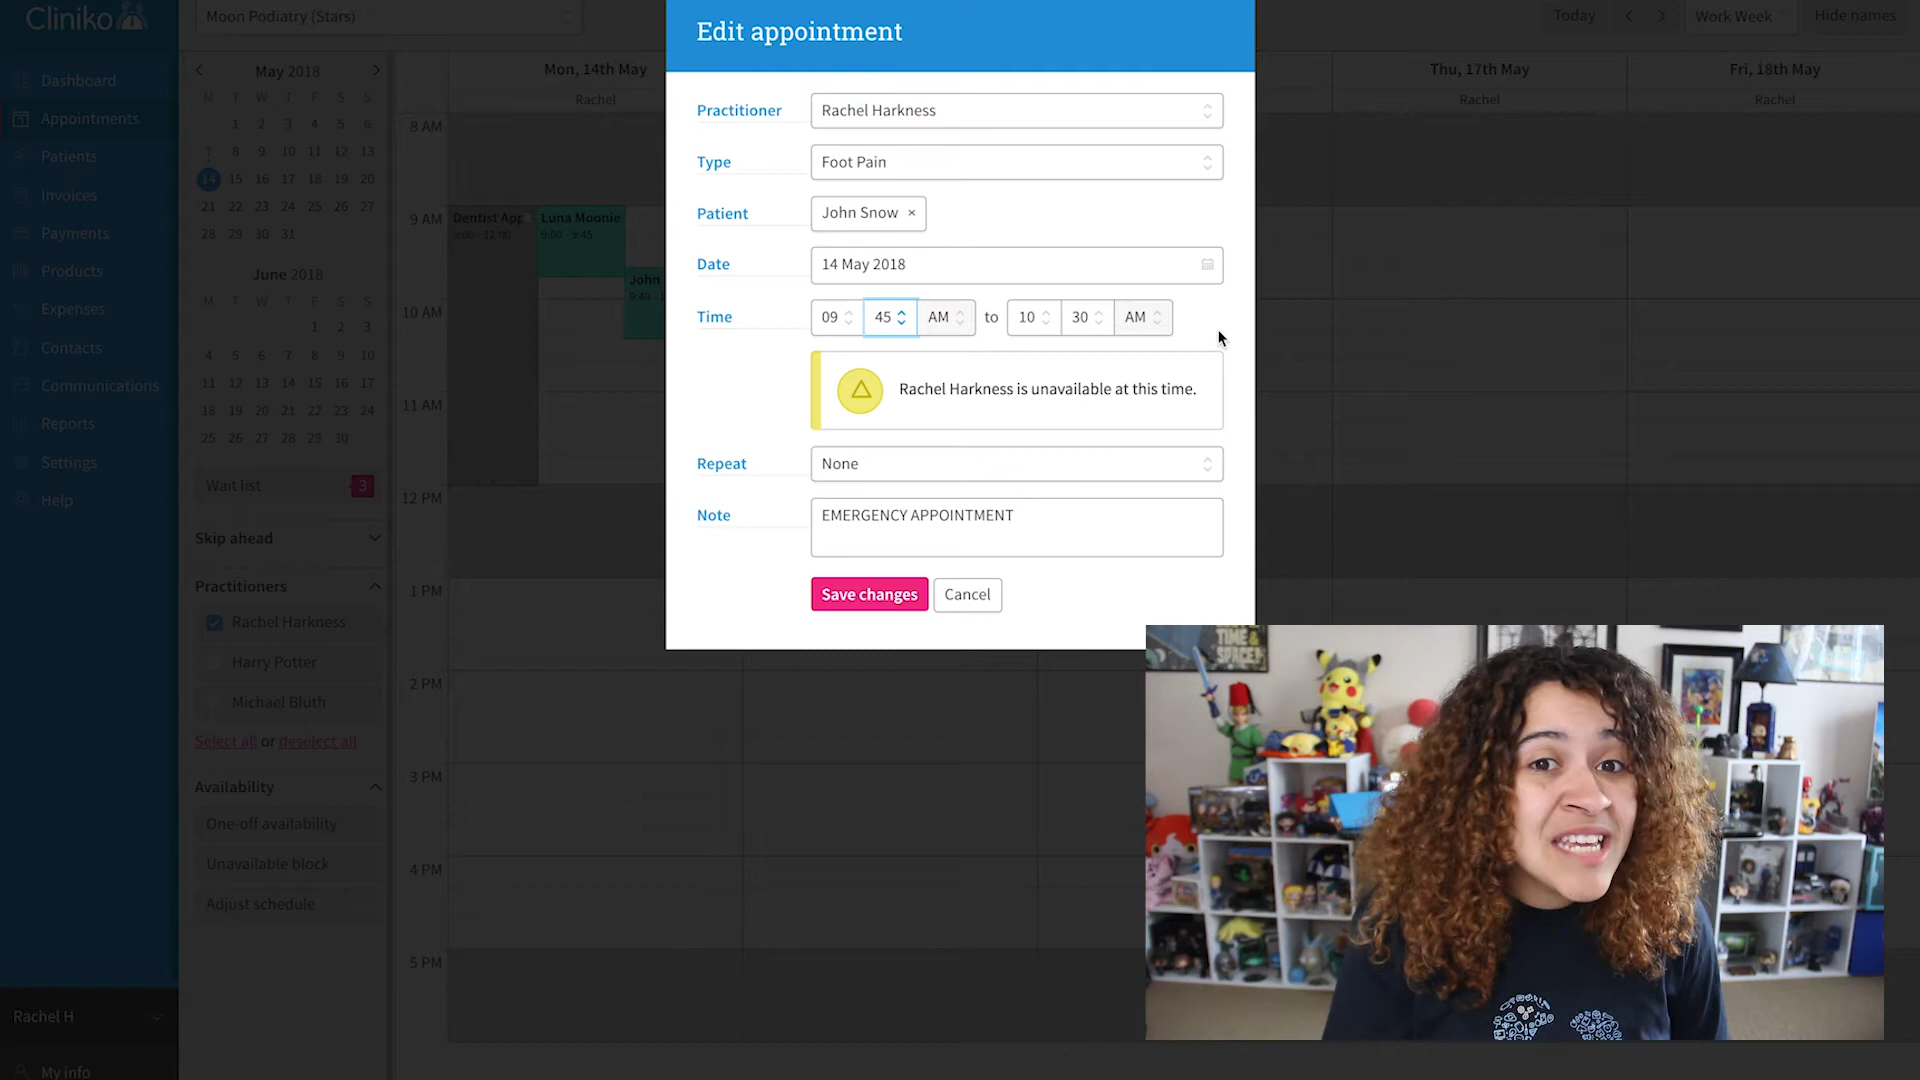 Cliniko
Moon Podiatry (Stars)
Today
Work Week
Hide names
Edit appointment
Dashboard
Appointments
Patients
Invoices
Payments
Products
Expenses
Contacts
Communications
Reports
Settings
Help
Rachel H
My info
May 2018
M T W T F S S
1 2 3 4 5 6
7 8 9 10 11 12 13
14 15 16 17 18 19 20
21 22 23 24 25 26 27
28 29 30 31
June 2018
M T W T F S S
1 2 3
4 5 6 7 8 9 10
11 12 13 14 15 16 17
18 19 20 21 22 23 24
25 26 27 28 29 30
Wait list 3
Skip ahead
Practitioners
Rachel Harkness
Harry Potter
Michael Bluth
Select all or deselect all
Availability
One-off availability
Unavailable block
Adjust schedule
Mon, 14th May
Rachel
Thu, 17th May
Rachel
Fri, 18th May
Rachel
8 AM
9 AM
10 AM
11 AM
12 PM
1 PM
2 PM
3 PM
4 PM
5 PM
Dentist App
9:00 - 12:00
Luna Moonie
9:00 - 9:45
John
9:40 - 1
Practitioner Rachel Harkness
Type Foot Pain
Patient John Snow ×
Date 14 May 2018
Time 09 45 AM to 10 30 AM
Rachel Harkness is unavailable at this time.
Repeat None
Note EMERGENCY APPOINTMENT
Save changes Cancel
TIME &
SPACE!